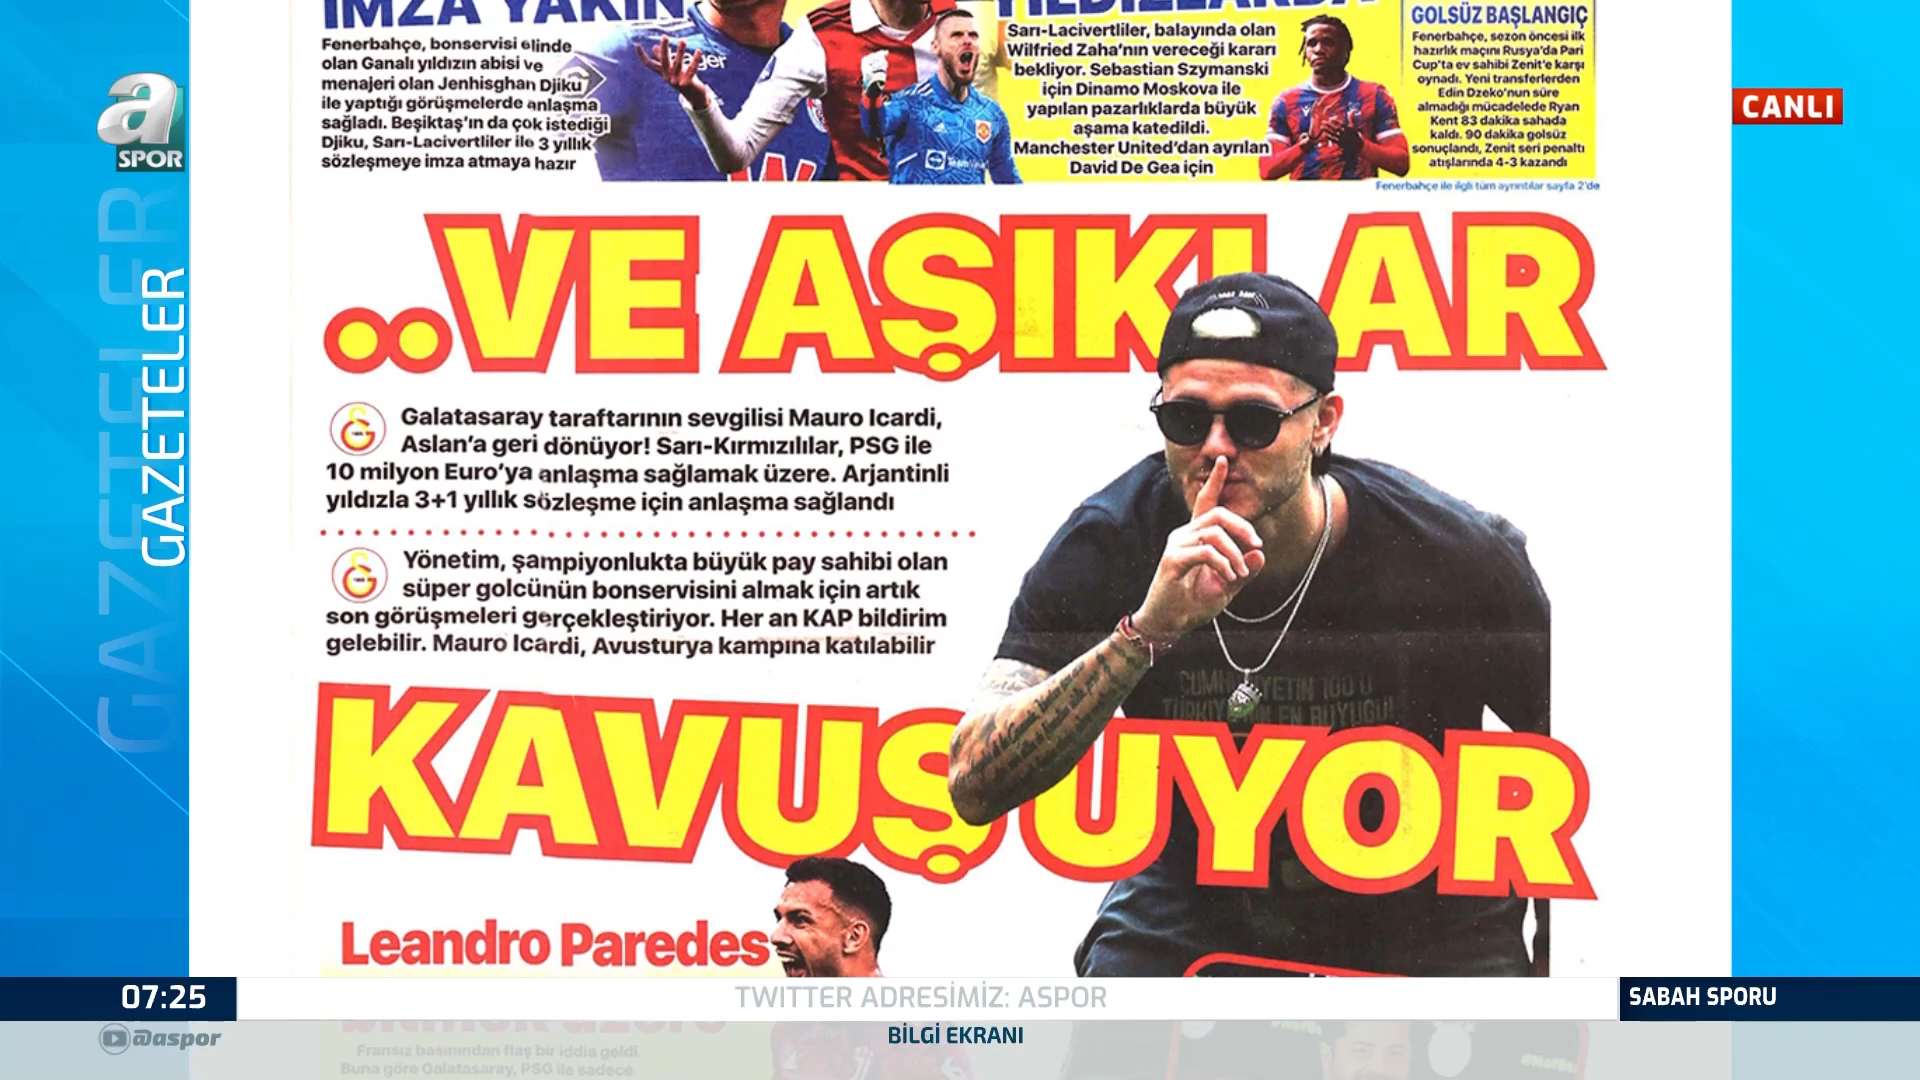 İMZA YAKIN
Fenerbahçe, bonservisi elinde
olan Ganalı yıldızın abisi ve
menajeri olan Jenhisghan Djiku
ile yaptığı görüşmelerde anlaşma
sağladı. Beşiktaş'ın da çok istediği
Djiku, Sarı-Lacivertliler ile 3 yıllık
sözleşmeye imza atmaya hazır
Sarı-Lacivertliler, balayında olan
Wilfried Zaha'nın vereceği kararı
bekliyor. Sebastian Szymanski
için Dinamo Moskova ile
yapılan pazarlıklarda büyük
aşama katedildi.
Manchester United'dan ayrılan
David De Gea için
GOLSÜZ BAŞLANGIÇ
Fenerbahçe, sezon öncesi ilk
hazırlık maçını Rusya'da Pari
Cup'ta ev sahibi Zenit'e karşı
oynadı. Yeni transferlerden
Edin Dzeko'nun süre
almadığı mücadelede Ryan
Kent 83 dakika sahada
kaldı. 90 dakika golsüz
sonuçlandı, Zenit seri penaltı
atışlarında 4-3 kazandı
Fenerbahçe ile ilgili tüm ayrıntılar sayfa 2'de
a
SPOR
CANLI
GAZETELER
GAZETELER
..VE AŞIKLAR
Galatasaray taraftarının sevgilisi Mauro Icardi,
Aslan'a geri dönüyor! Sarı-Kırmızılılar, PSG ile
10 milyon Euro'ya anlaşma sağlamak üzere. Arjantinli
yıldızla 3+1 yıllık sözleşme için anlaşma sağlandı
Yönetim, şampiyonlukta büyük pay sahibi olan
süper golcünün bonservisini almak için artık
son görüşmeleri gerçekleştiriyor. Her an KAP bildirim
gelebilir. Mauro Icardi, Avusturya kampına katılabilir
CUMHURİYETİN 100.Ü
TÜRKİYE'NİN EN BÜYÜĞÜ!
KAVUŞUYOR
Leandro Paredes
07:25
TWITTER ADRESİMİZ: ASPOR
SABAH SPORU
@aspor
BİLGİ EKRANI
Fransız basınından flaş bir iddia geldi.
Buna göre Galatasaray, PSG ile sadece